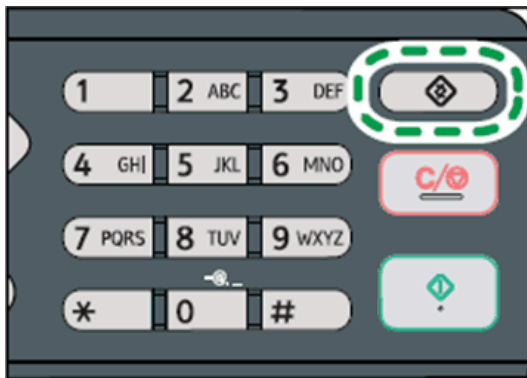 1 2 ABC 3 DEF
4 GHI 5 JKL 6 MNO C/
7 PQRS 8 TUV 9 WXYZ
-@._
* 0 #